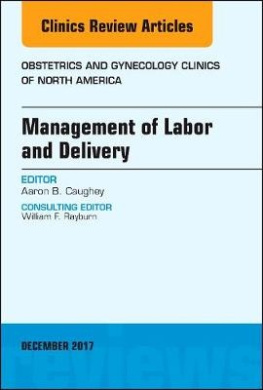 Clinics Review Articles
OBSTETRICS AND GYNECOLOGY CLINICS
OF NORTH AMERICA
Management of Labor
and Delivery
EDITOR
Aaron B. Caughey
CONSULTING EDITOR
William F. Rayburn
DECEMBER 2017
reviews